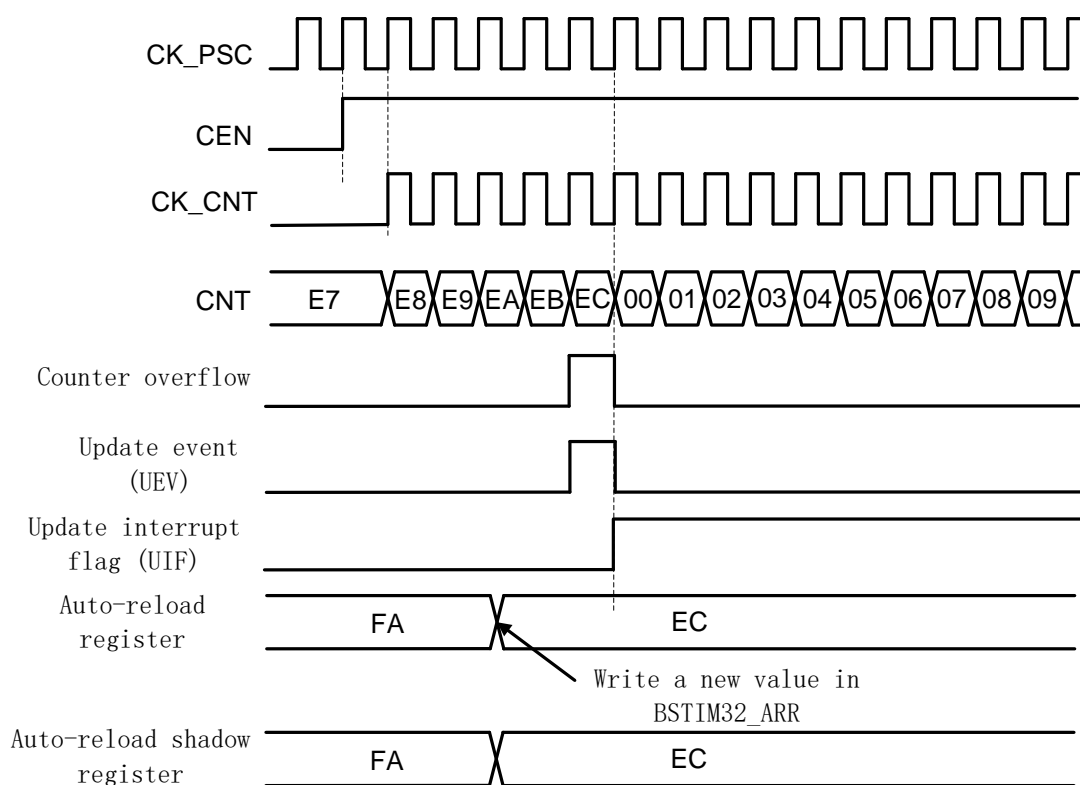 CK_PSC
CEN
CK_CNT
CNT E7 E8 E9 EA EB EC 00 01 02 03 04 05 06 07 08 09
Counter overflow
Update event
(UEV)
Update interrupt
flag (UIF)
Auto-reload
register
FA EC
Write a new value in
BSTIM32_ARR
Auto-reload shadow
register
FA EC